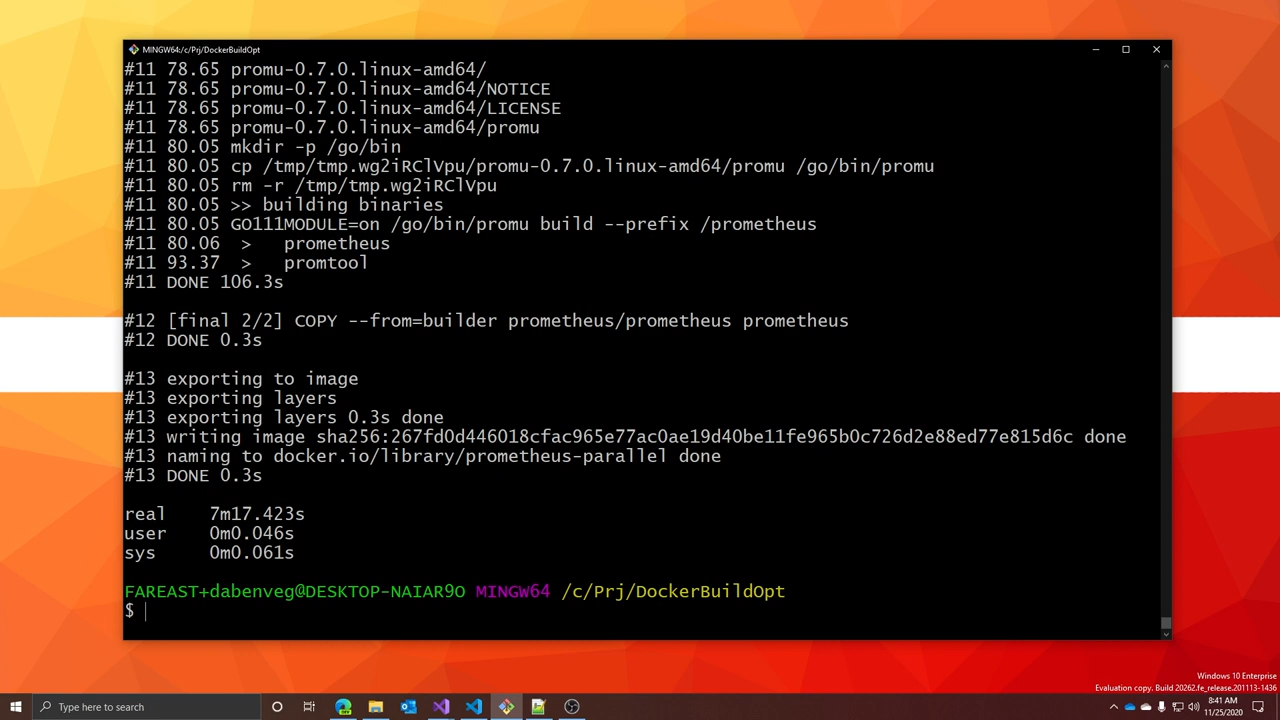 MINGW64:/c/Prj/DockerBuildOpt
#11 78.65 promu-0.7.0.linux-amd64/
#11 78.65 promu-0.7.0.linux-amd64/NOTICE
#11 78.65 promu-0.7.0.linux-amd64/LICENSE
#11 78.65 promu-0.7.0.linux-amd64/promu
#11 80.05 mkdir -p /go/bin
#11 80.05 cp /tmp/tmp.wg2iRClVpu/promu-0.7.0.linux-amd64/promu /go/bin/promu
#11 80.05 rm -r /tmp/tmp.wg2iRClVpu
#11 80.05 >> building binaries
#11 80.05 GO111MODULE=on /go/bin/promu build --prefix /prometheus
#11 80.06  >   prometheus
#11 93.37  >   promtool
#11 DONE 106.3s
#12 [final 2/2] COPY --from=builder prometheus/prometheus prometheus
#12 DONE 0.3s
#13 exporting to image
#13 exporting layers
#13 exporting layers 0.3s done
#13 writing image sha256:267fd0d446018cfac965e77ac0ae19d40be11fe965b0c726d2e88ed77e815d6c done
#13 naming to docker.io/library/prometheus-parallel done
#13 DONE 0.3s
real    7m17.423s
user    0m0.046s
sys     0m0.061s
FAREAST+dabenveg@DESKTOP-NAIAR9O MINGW64 /c/Prj/DockerBuildOpt
$
Windows 10 Enterprise
Evaluation copy. Build 20262.fe_release.201113-1436
Type here to search
8:41 AM
11/25/2020